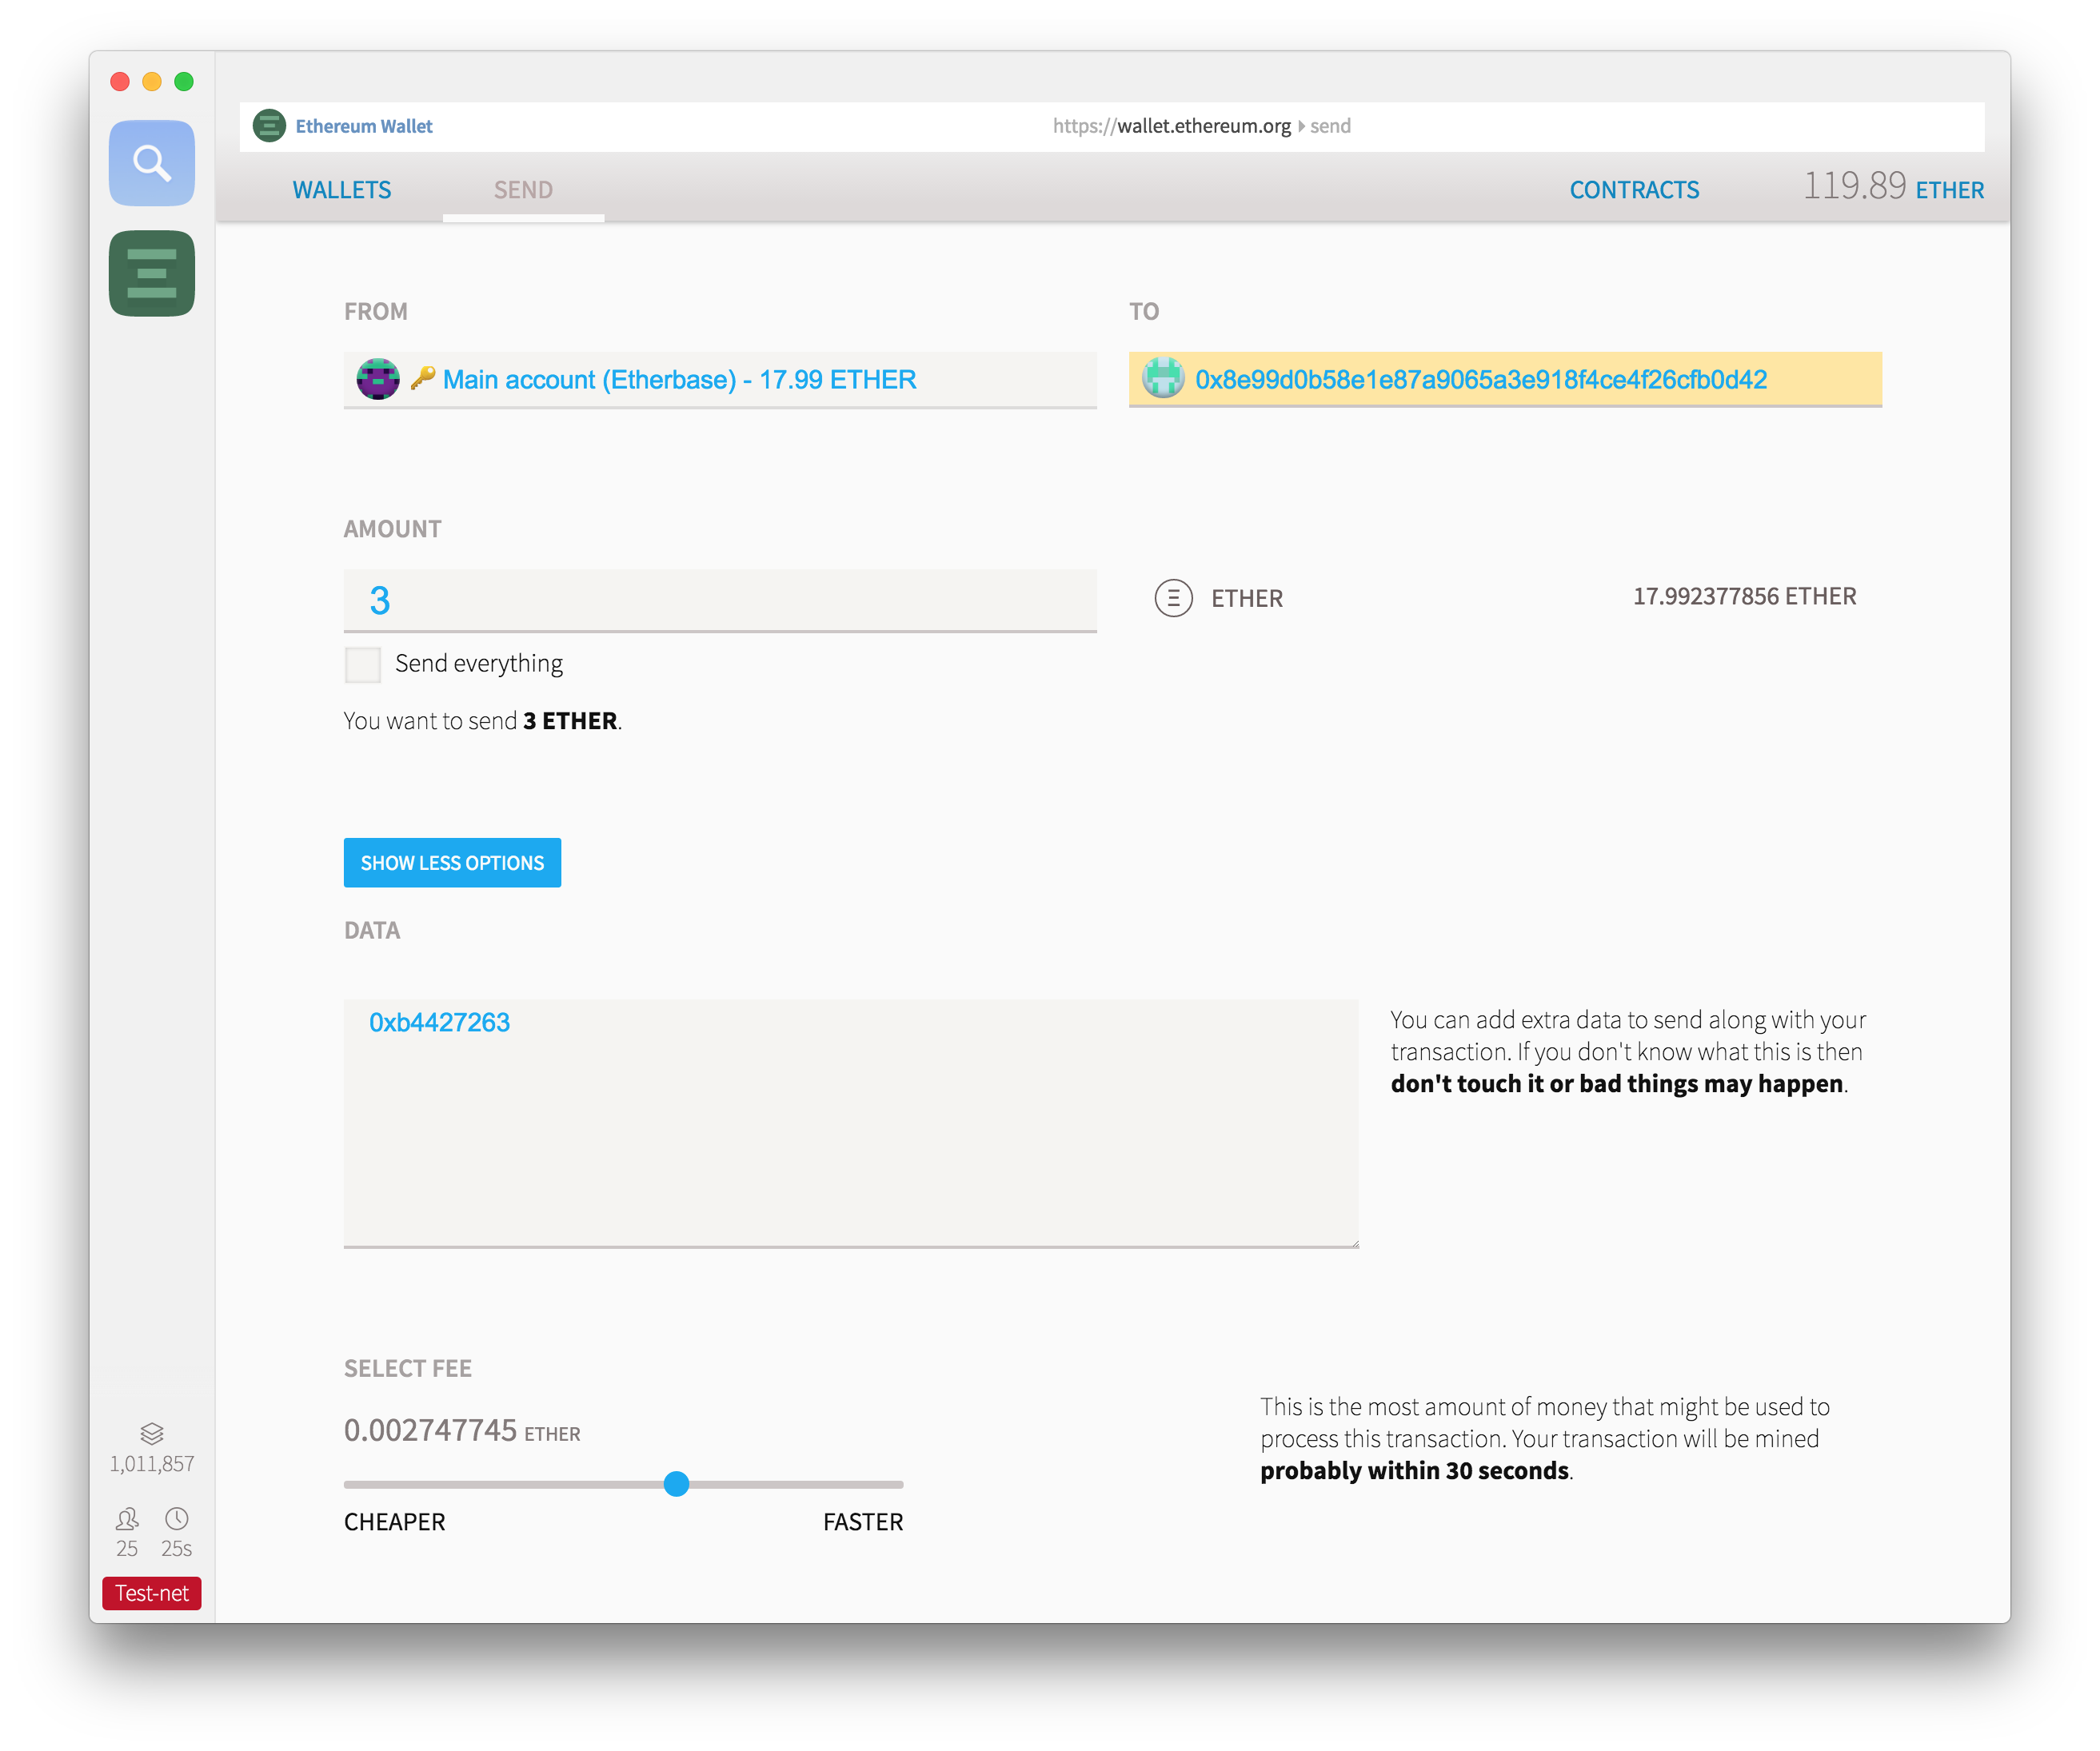 Ethereum Wallet
https://wallet.ethereum.org send
WALLETS
SEND
CONTRACTS
119.89 ETHER
FROM
TO
Main account (Etherbase) - 17.99 ETHER
0x8e99d0b58e1e87a9065a3e918f4ce4f26cfb0d42
AMOUNT
3
ETHER
17.992377856 ETHER
Send everything
You want to send 3 ETHER.
SHOW LESS OPTIONS
DATA
0xb4427263
You can add extra data to send along with your
transaction. If you don't know what this is then
don't touch it or bad things may happen.
SELECT FEE
0.002747745 ETHER
CHEAPER
FASTER
This is the most amount of money that might be used to
process this transaction. Your transaction will be mined
probably within 30 seconds.
1,011,857
25
25s
Test-net